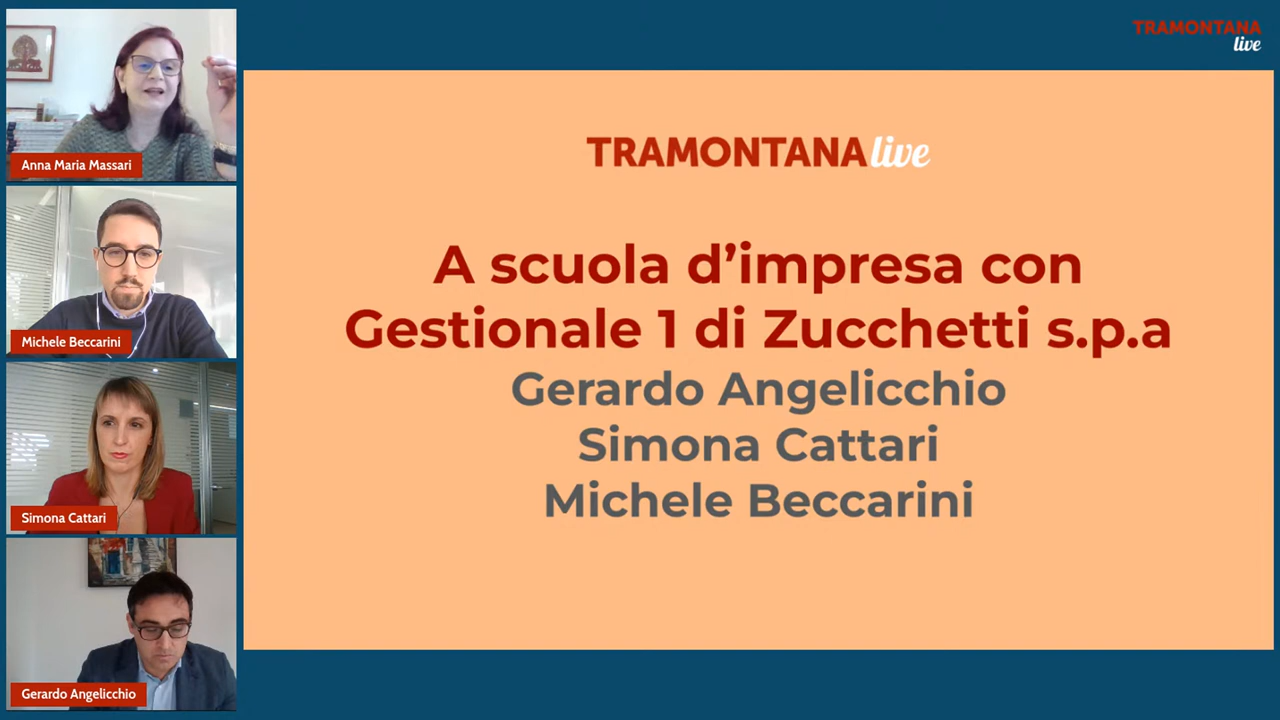 TRAMONTANA
live
Anna Maria Massari
Michele Beccarini
Simona Cattari
Gerardo Angelicchio
TRAMONTANA live
A scuola d’impresa con
Gestionale 1 di Zucchetti s.p.a
Gerardo Angelicchio
Simona Cattari
Michele Beccarini